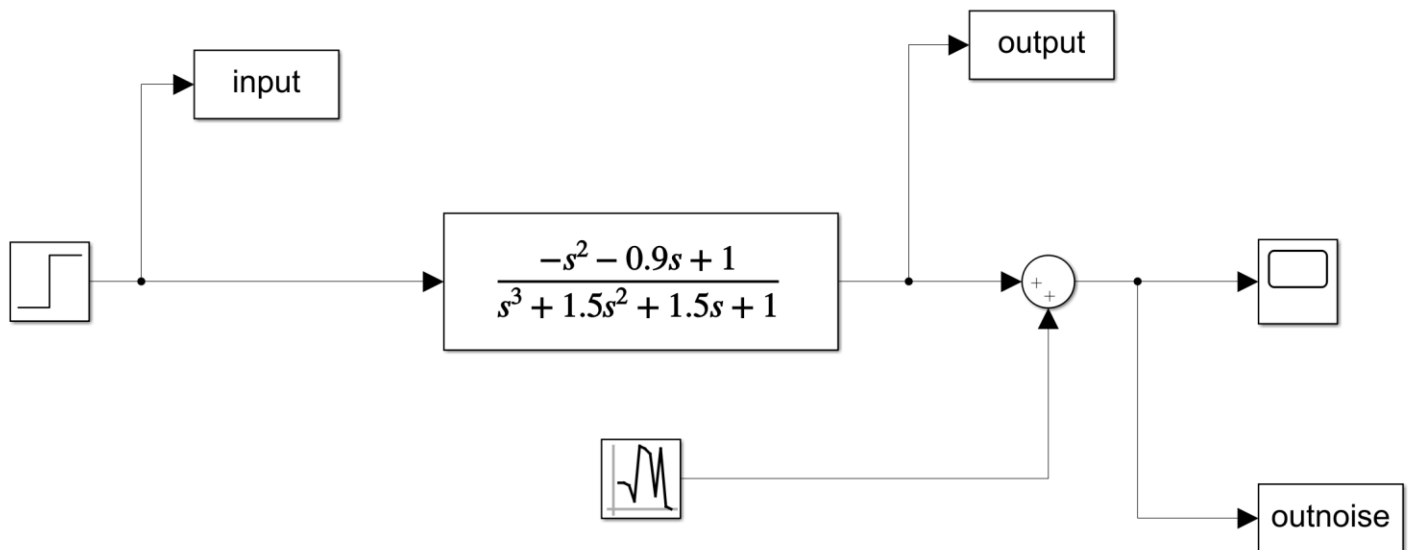 output
input
−s² − 0.9s + 1
s³ + 1.5s² + 1.5s + 1
+
+
outnoise